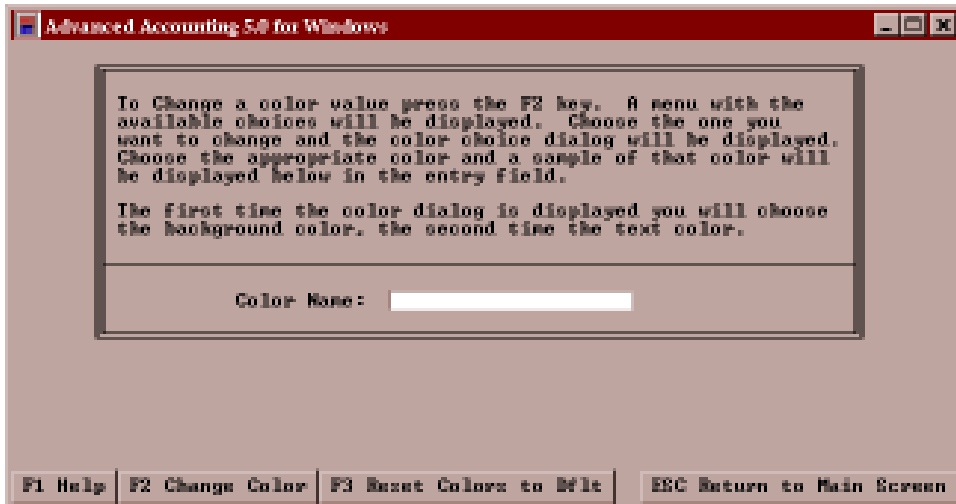 Advanced Accounting 5.0 for Windows
To Change a color value press the F2 key.  A menu with the
available choices will be displayed.  Choose the one you
want to change and the color choice dialog will be displayed.
Choose the appropriate color and a sample of that color will
be displayed below in the entry field.
The first time the color dialog is displayed you will choose
the background color, the second time the text color.
Color Name:
F1 Help F2 Change Color F3 Reset Colors to Dflt ESC Return to Main Screen